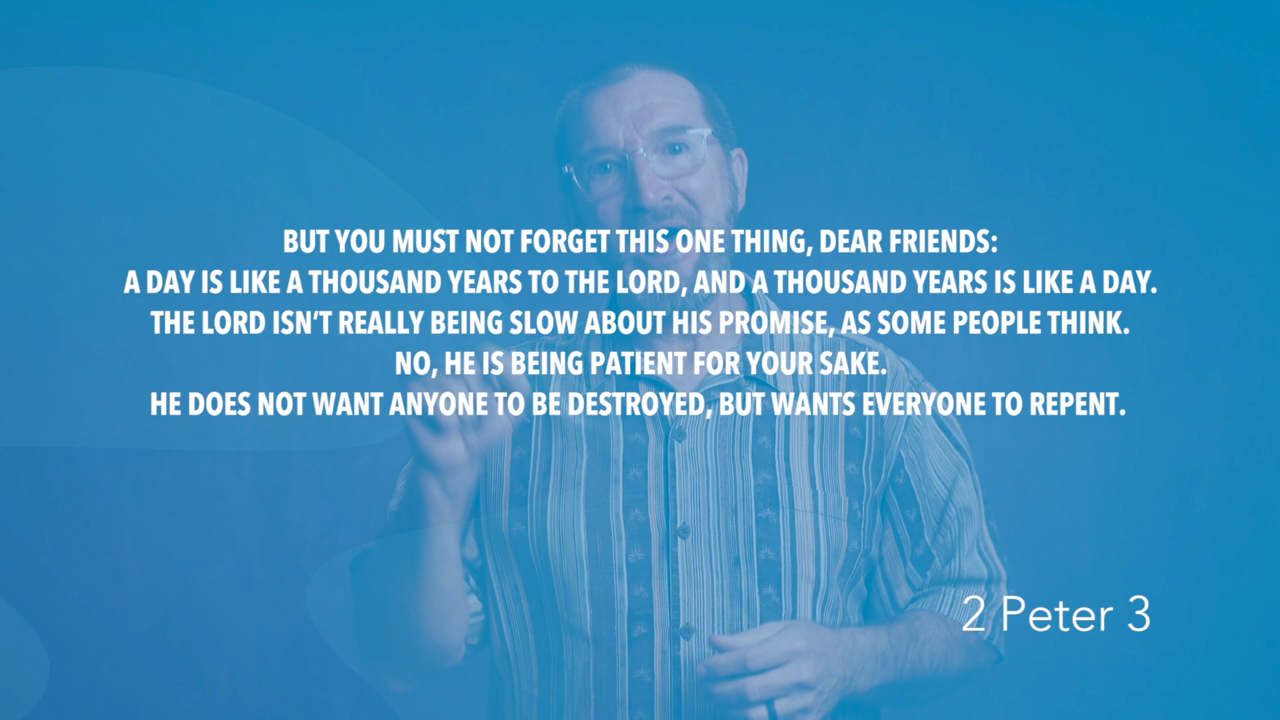 BUT YOU MUST NOT FORGET THIS ONE THING, DEAR FRIENDS:
A DAY IS LIKE A THOUSAND YEARS TO THE LORD, AND A THOUSAND YEARS IS LIKE A DAY.
THE LORD ISN'T REALLY BEING SLOW ABOUT HIS PROMISE, AS SOME PEOPLE THINK.
NO, HE IS BEING PATIENT FOR YOUR SAKE.
HE DOES NOT WANT ANYONE TO BE DESTROYED, BUT WANTS EVERYONE TO REPENT.
2 Peter 3